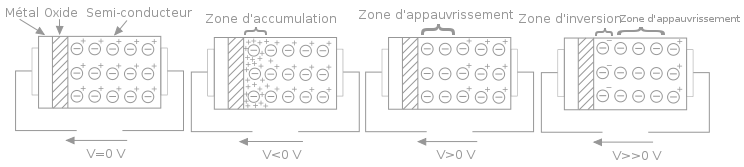 Métal Oxide Semi-conducteur
Zone d'accumulation
Zone d'appauvrissement
Zone d'inversion Zone d'appauvrissement
V=0 V
V<0 V
V>0 V
V>>0 V